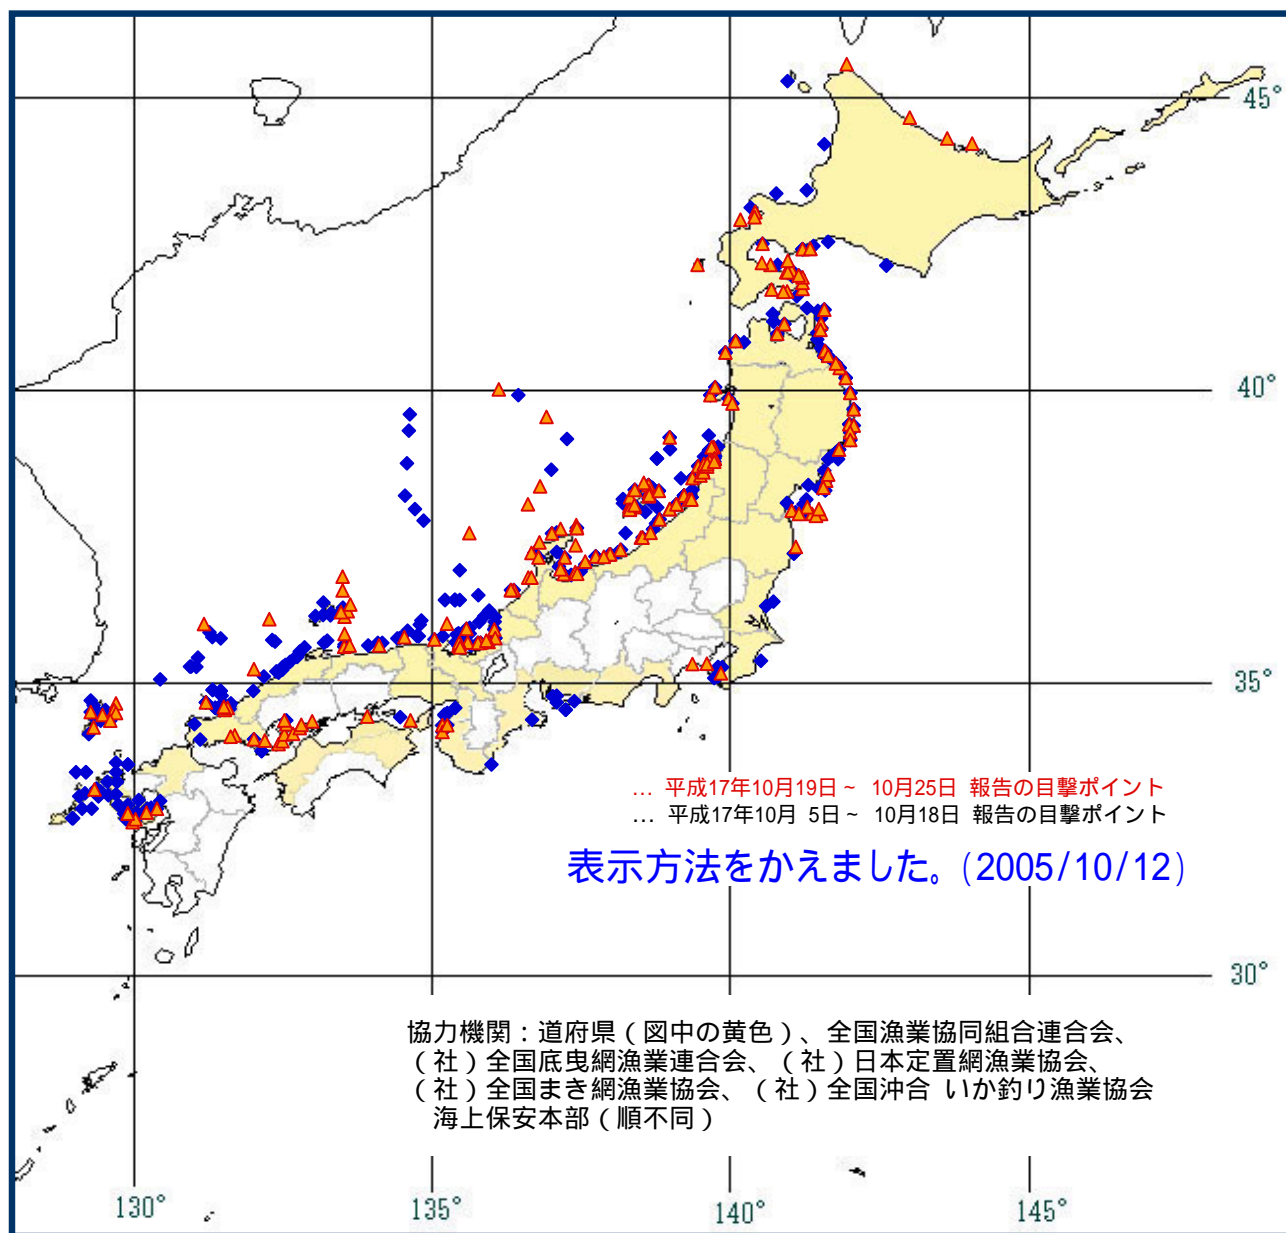 45°
40°
35°
… 平成17年10月19日~ 10月25日 報告の目撃ポイント
… 平成17年10月 5日~ 10月18日 報告の目撃ポイント
表示方法をかえました。(2005/10/12)
30°
協力機関:道府県(図中の黄色)、全国漁業協同組合連合会、
(社)全国底曳網漁業連合会、(社)日本定置網漁業協会、
(社)全国まき網漁業協会、(社)全国沖合 いか釣り漁業協会
海上保安本部(順不同)
130° 135° 140° 145°